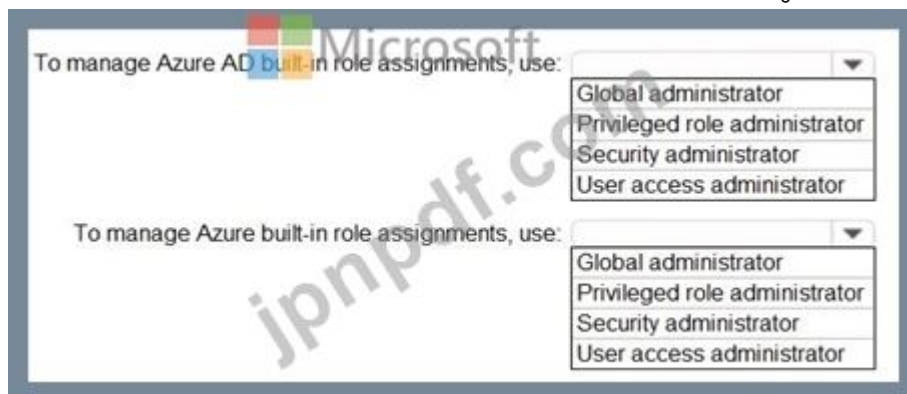 Microsoft
To manage Azure AD built-in role assignments, use:
Global administrator
Privileged role administrator
Security administrator
User access administrator
To manage Azure built-in role assignments, use:
Global administrator
Privileged role administrator
Security administrator
User access administrator
jpnpdf.com